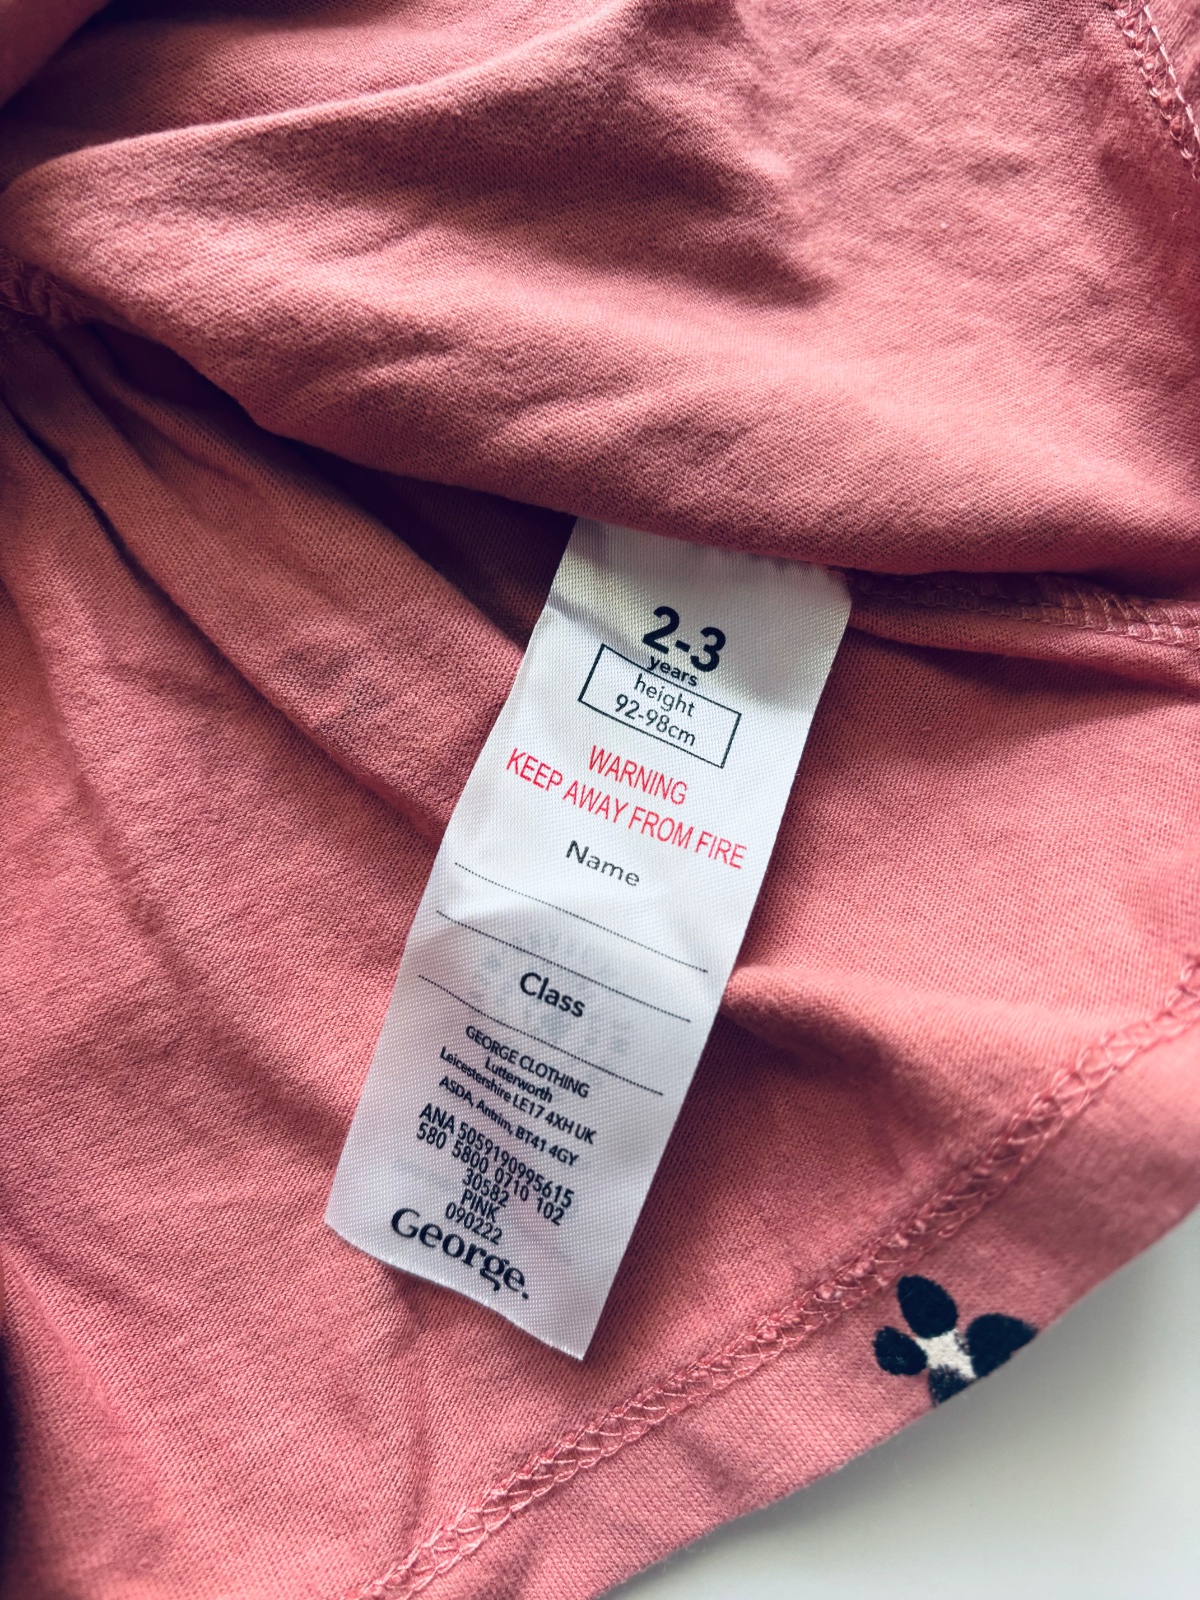 2-3
years
height
92-98cm
WARNING
KEEP AWAY FROM FIRE
Name
Class
GEORGE CLOTHING
Lutterworth
Leicestershire LE17 4XH UK
ASDA, Antrim, BT41 4GY
ANA 5059190995615
580 5800 0710 102
30582
PINK
090222
George.